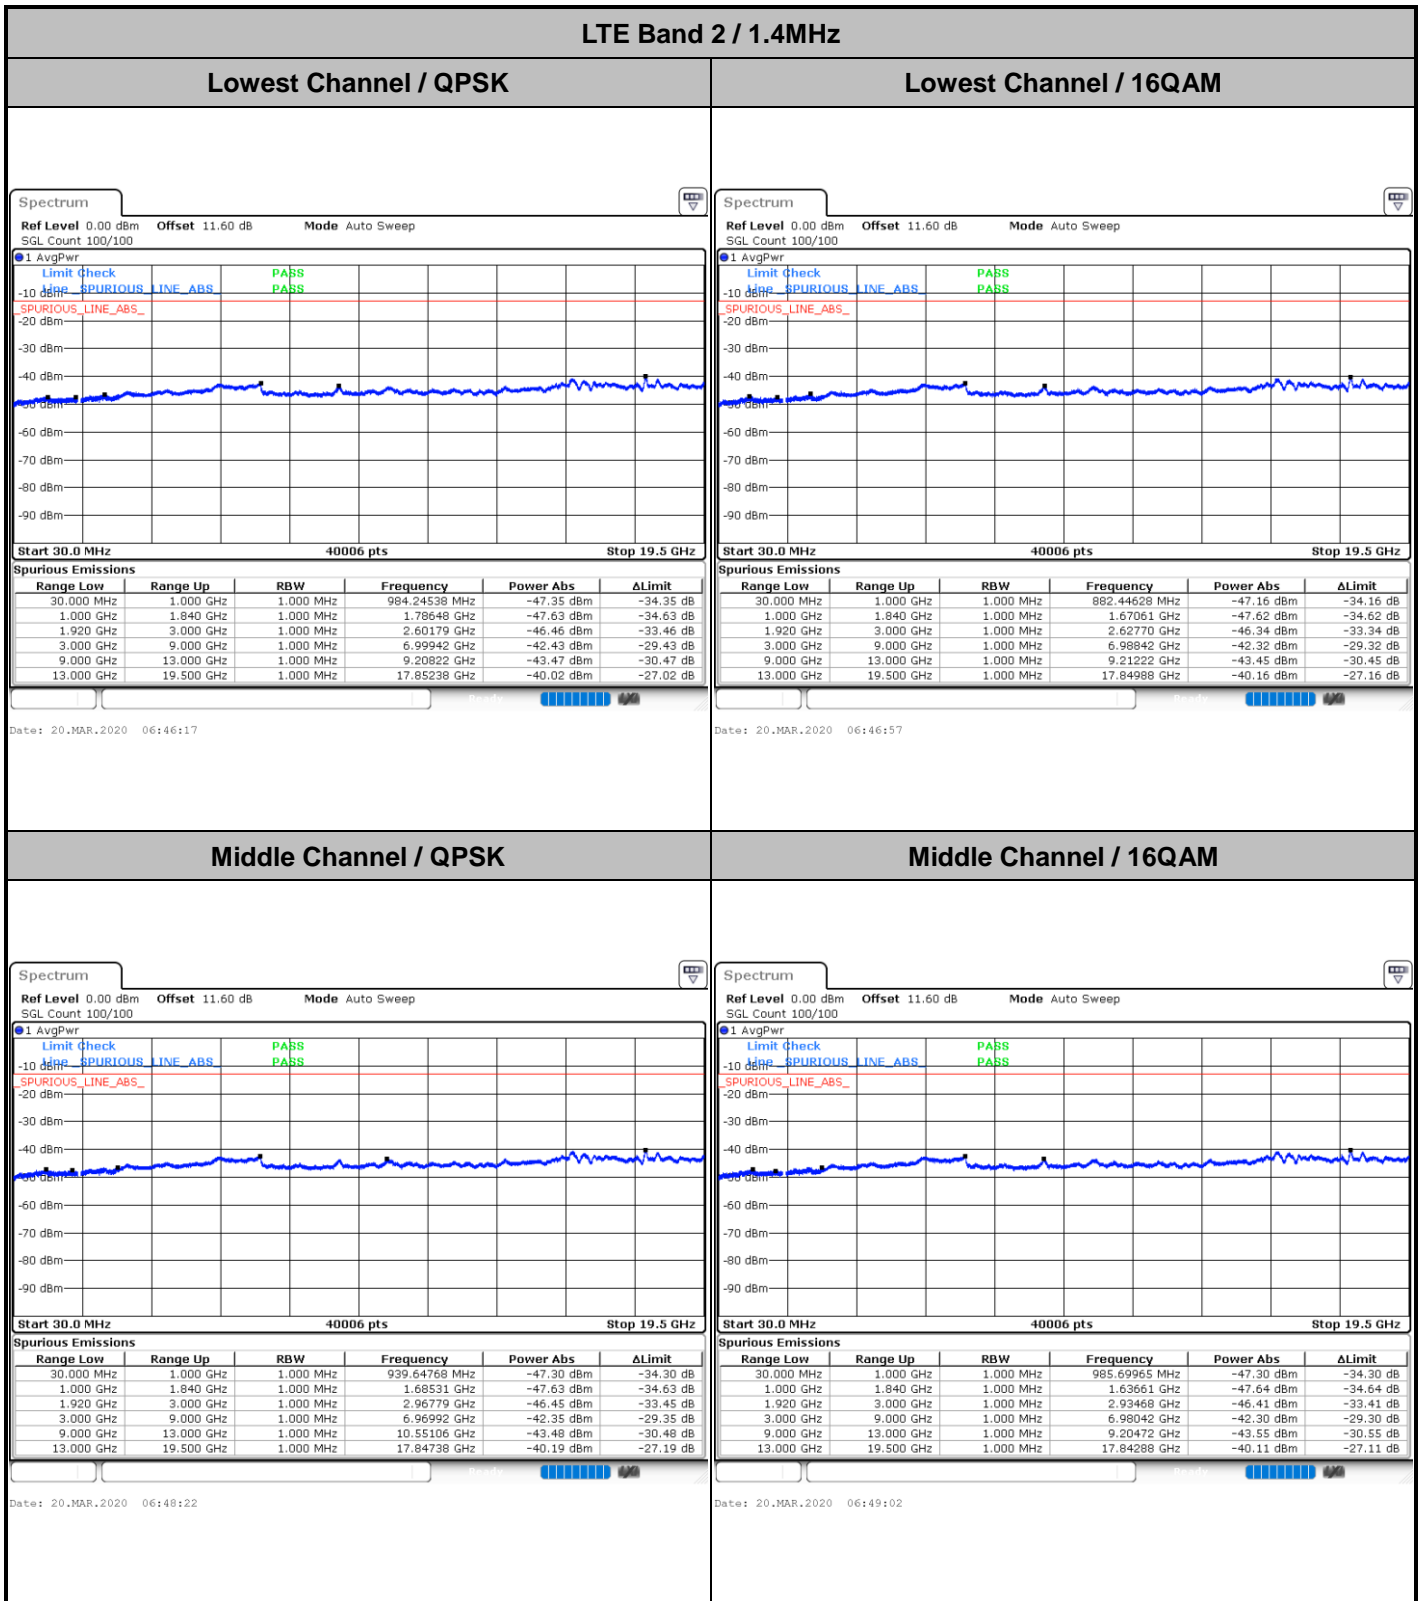 LTE Band 2 / 1.4MHz
Lowest Channel / QPSK
Lowest Channel / 16QAM
Spectrum
Ref Level 0.00 dBm Offset 11.60 dB Mode Auto Sweep
SGL Count 100/100
1 AvgPwr
Limit Check PASS
Line _SPURIOUS_LINE_ABS_ PASS
-10 dBm
_SPURIOUS_LINE_ABS_
-20 dBm
-30 dBm
-40 dBm
-50 dBm
-60 dBm
-70 dBm
-80 dBm
-90 dBm
Start 30.0 MHz 40006 pts Stop 19.5 GHz
Spurious Emissions
Range Low Range Up RBW Frequency Power Abs ΔLimit
30.000 MHz 1.000 GHz 1.000 MHz 984.24538 MHz -47.35 dBm -34.35 dB
1.000 GHz 1.840 GHz 1.000 MHz 1.78648 GHz -47.63 dBm -34.63 dB
1.920 GHz 3.000 GHz 1.000 MHz 2.60179 GHz -46.46 dBm -33.46 dB
3.000 GHz 9.000 GHz 1.000 MHz 6.99942 GHz -42.43 dBm -29.43 dB
9.000 GHz 13.000 GHz 1.000 MHz 9.20822 GHz -43.47 dBm -30.47 dB
13.000 GHz 19.500 GHz 1.000 MHz 17.85238 GHz -40.02 dBm -27.02 dB
Ready
Date: 20.MAR.2020 06:46:17
Spectrum
Ref Level 0.00 dBm Offset 11.60 dB Mode Auto Sweep
SGL Count 100/100
1 AvgPwr
Limit Check PASS
Line _SPURIOUS_LINE_ABS_ PASS
-10 dBm
_SPURIOUS_LINE_ABS_
-20 dBm
-30 dBm
-40 dBm
-50 dBm
-60 dBm
-70 dBm
-80 dBm
-90 dBm
Start 30.0 MHz 40006 pts Stop 19.5 GHz
Spurious Emissions
Range Low Range Up RBW Frequency Power Abs ΔLimit
30.000 MHz 1.000 GHz 1.000 MHz 882.44628 MHz -47.16 dBm -34.16 dB
1.000 GHz 1.840 GHz 1.000 MHz 1.67061 GHz -47.62 dBm -34.62 dB
1.920 GHz 3.000 GHz 1.000 MHz 2.62770 GHz -46.34 dBm -33.34 dB
3.000 GHz 9.000 GHz 1.000 MHz 6.98842 GHz -42.32 dBm -29.32 dB
9.000 GHz 13.000 GHz 1.000 MHz 9.21222 GHz -43.45 dBm -30.45 dB
13.000 GHz 19.500 GHz 1.000 MHz 17.84988 GHz -40.16 dBm -27.16 dB
Ready
Date: 20.MAR.2020 06:46:57
Middle Channel / QPSK
Middle Channel / 16QAM
Spectrum
Ref Level 0.00 dBm Offset 11.60 dB Mode Auto Sweep
SGL Count 100/100
1 AvgPwr
Limit Check PASS
Line _SPURIOUS_LINE_ABS_ PASS
-10 dBm
_SPURIOUS_LINE_ABS_
-20 dBm
-30 dBm
-40 dBm
-50 dBm
-60 dBm
-70 dBm
-80 dBm
-90 dBm
Start 30.0 MHz 40006 pts Stop 19.5 GHz
Spurious Emissions
Range Low Range Up RBW Frequency Power Abs ΔLimit
30.000 MHz 1.000 GHz 1.000 MHz 939.64768 MHz -47.30 dBm -34.30 dB
1.000 GHz 1.840 GHz 1.000 MHz 1.68531 GHz -47.63 dBm -34.63 dB
1.920 GHz 3.000 GHz 1.000 MHz 2.96779 GHz -46.45 dBm -33.45 dB
3.000 GHz 9.000 GHz 1.000 MHz 6.96992 GHz -42.35 dBm -29.35 dB
9.000 GHz 13.000 GHz 1.000 MHz 10.55106 GHz -43.48 dBm -30.48 dB
13.000 GHz 19.500 GHz 1.000 MHz 17.84738 GHz -40.19 dBm -27.19 dB
Ready
Date: 20.MAR.2020 06:48:22
Spectrum
Ref Level 0.00 dBm Offset 11.60 dB Mode Auto Sweep
SGL Count 100/100
1 AvgPwr
Limit Check PASS
Line _SPURIOUS_LINE_ABS_ PASS
-10 dBm
_SPURIOUS_LINE_ABS_
-20 dBm
-30 dBm
-40 dBm
-50 dBm
-60 dBm
-70 dBm
-80 dBm
-90 dBm
Start 30.0 MHz 40006 pts Stop 19.5 GHz
Spurious Emissions
Range Low Range Up RBW Frequency Power Abs ΔLimit
30.000 MHz 1.000 GHz 1.000 MHz 985.69965 MHz -47.30 dBm -34.30 dB
1.000 GHz 1.840 GHz 1.000 MHz 1.63661 GHz -47.64 dBm -34.64 dB
1.920 GHz 3.000 GHz 1.000 MHz 2.93468 GHz -46.41 dBm -33.41 dB
3.000 GHz 9.000 GHz 1.000 MHz 6.98042 GHz -42.30 dBm -29.30 dB
9.000 GHz 13.000 GHz 1.000 MHz 9.20472 GHz -43.55 dBm -30.55 dB
13.000 GHz 19.500 GHz 1.000 MHz 17.84288 GHz -40.11 dBm -27.11 dB
Ready
Date: 20.MAR.2020 06:49:02